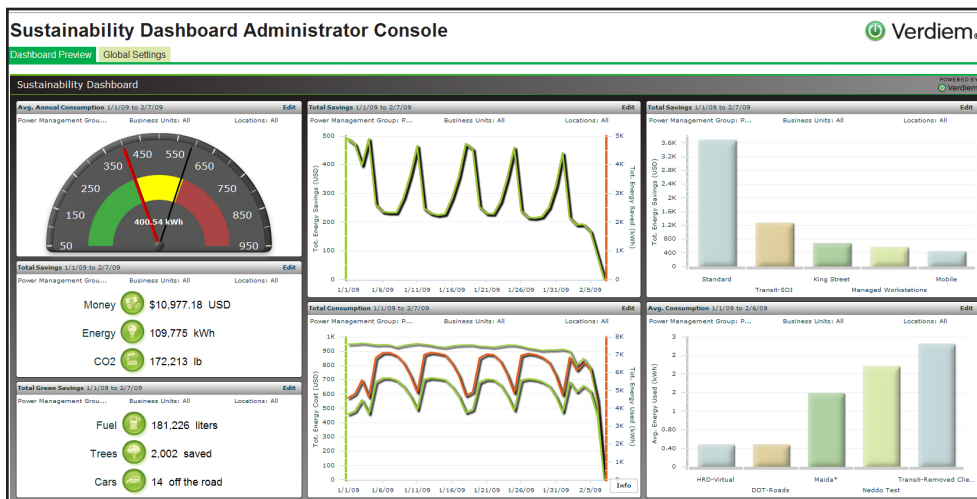 Sustainability Dashboard Administrator Console
Verdiem
Dashboard Preview Global Settings
Sustainability Dashboard
POWERED BY
Verdiem
Avg. Annual Consumption 1/1/09 to 2/7/09 Edit
Power Management Grou... Business Units: All Locations: All
50 150 250 350 450 550 650 750 850 950
400.54 kWh
Total Savings 1/1/09 to 2/7/09 Edit
Power Management Grou... Business Units: All Locations: All
Money $10,977.18 USD
Energy 109,775 kWh
CO2 172,213 lb
Total Green Savings 1/1/09 to 2/7/09 Edit
Power Management Grou... Business Units: All Locations: All
Fuel 181,226 liters
Trees 2,002 saved
Cars 14 off the road
Total Savings 1/1/09 to 2/7/09 Edit
Power Management Group: P... Business Units: All Locations: All
Tot. Energy Savings (USD)
500
400
300
200
100
0
Tot. Energy Saved (kWh)
5K
4K
3K
2K
1K
0
1/1/09 1/6/09 1/11/09 1/16/09 1/21/09 1/26/09 1/31/09 2/5/09
Total Consumption 1/1/09 to 2/7/09 Edit
Power Management Group: P... Business Units: All Locations: All
Tot. Energy Cost (USD)
1K
900
800
700
600
500
400
300
200
100
0
Tot. Energy Used (kWh)
8K
7K
6K
5K
4K
3K
2K
1K
0
1/1/09 1/6/09 1/11/09 1/16/09 1/21/09 1/26/09 1/31/09
Info
Total Savings 1/1/09 to 2/7/09 Edit
Power Management Group: P... Business Units: All Locations: All
Tot. Energy Savings (USD)
3.6K
3.2K
2.8K
2.4K
2K
1.6K
1.2K
800
400
0
Standard Transit-SOI King Street Managed Workstations Mobile
Avg. Consumption 1/1/09 to 2/6/09 Edit
Power Management Group: P... Business Units: All Locations: All
Avg. Energy Used (kWh)
3
2
2
2
1
0.80
0.40
0
HRD-Virtual DOT-Roads Maida* Neddo Test Transit-Removed Clie...